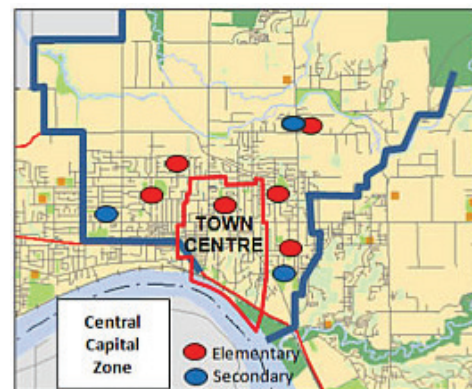 TOWN
CENTRE
Central
Capital
Zone
Elementary
Secondary